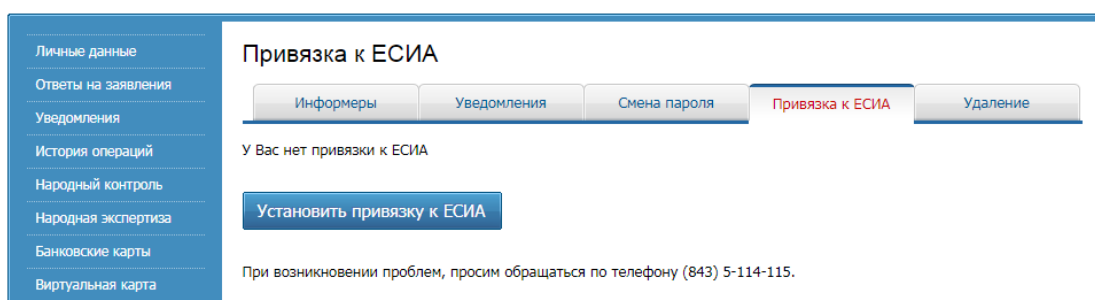 Личные данные
Ответы на заявления
Уведомления
История операций
Народный контроль
Народная экспертиза
Банковские карты
Виртуальная карта
Привязка к ЕСИА
Информеры
Уведомления
Смена пароля
Привязка к ЕСИА
Удаление
У Вас нет привязки к ЕСИА
Установить привязку к ЕСИА
При возникновении проблем, просим обращаться по телефону (843) 5-114-115.